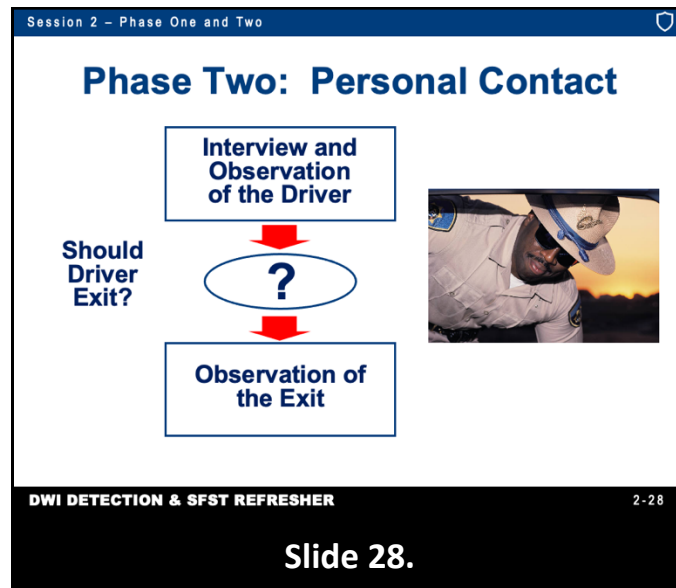 Session 2 – Phase One and Two
Phase Two: Personal Contact
Interview and
Observation
of the Driver
Should
Driver
Exit?
?
Observation of
the Exit
DWI DETECTION & SFST REFRESHER
2-28
Slide 28.